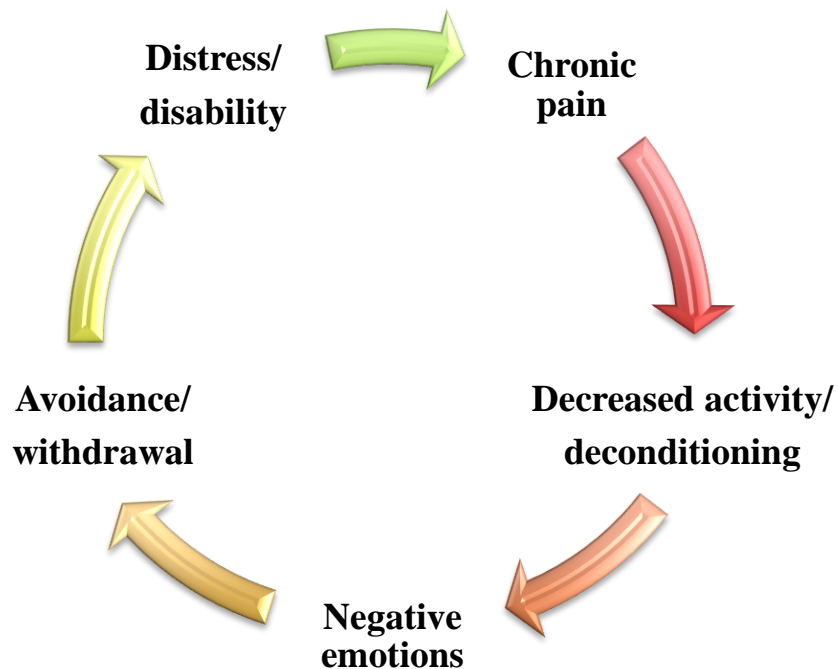 Distress/
disability
Chronic
pain
Decreased activity/
deconditioning
Negative
emotions
Avoidance/
withdrawal